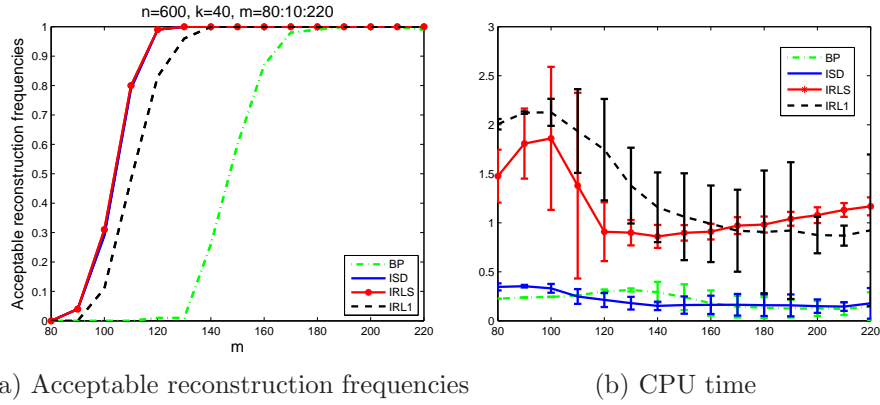 n=600, k=40, m=80:10:220
Acceptable reconstruction frequencies
1
0.9
0.8
0.7
0.6
0.5
0.4
0.3
0.2
0.1
0
80 100 120 140 160 180 200 220
m
BP
ISD
IRLS
IRL1
3
2.5
2
1.5
1
0.5
0
80 100 120 140 160 180 200 220
BP
ISD
IRLS
IRL1
a) Acceptable reconstruction frequencies
(b) CPU time